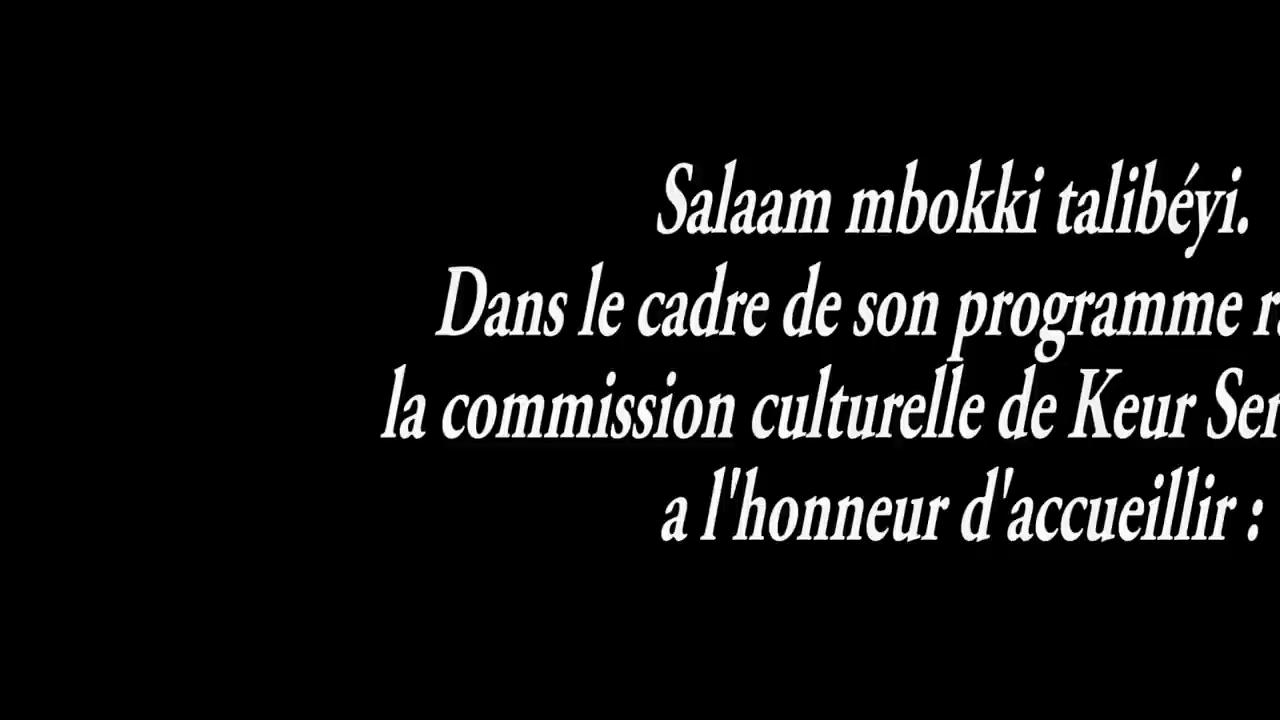 Salaam mbokki talibéyi.
Dans le cadre de son programme
la commission culturelle de Keur
a l'honneur d'accueillir :